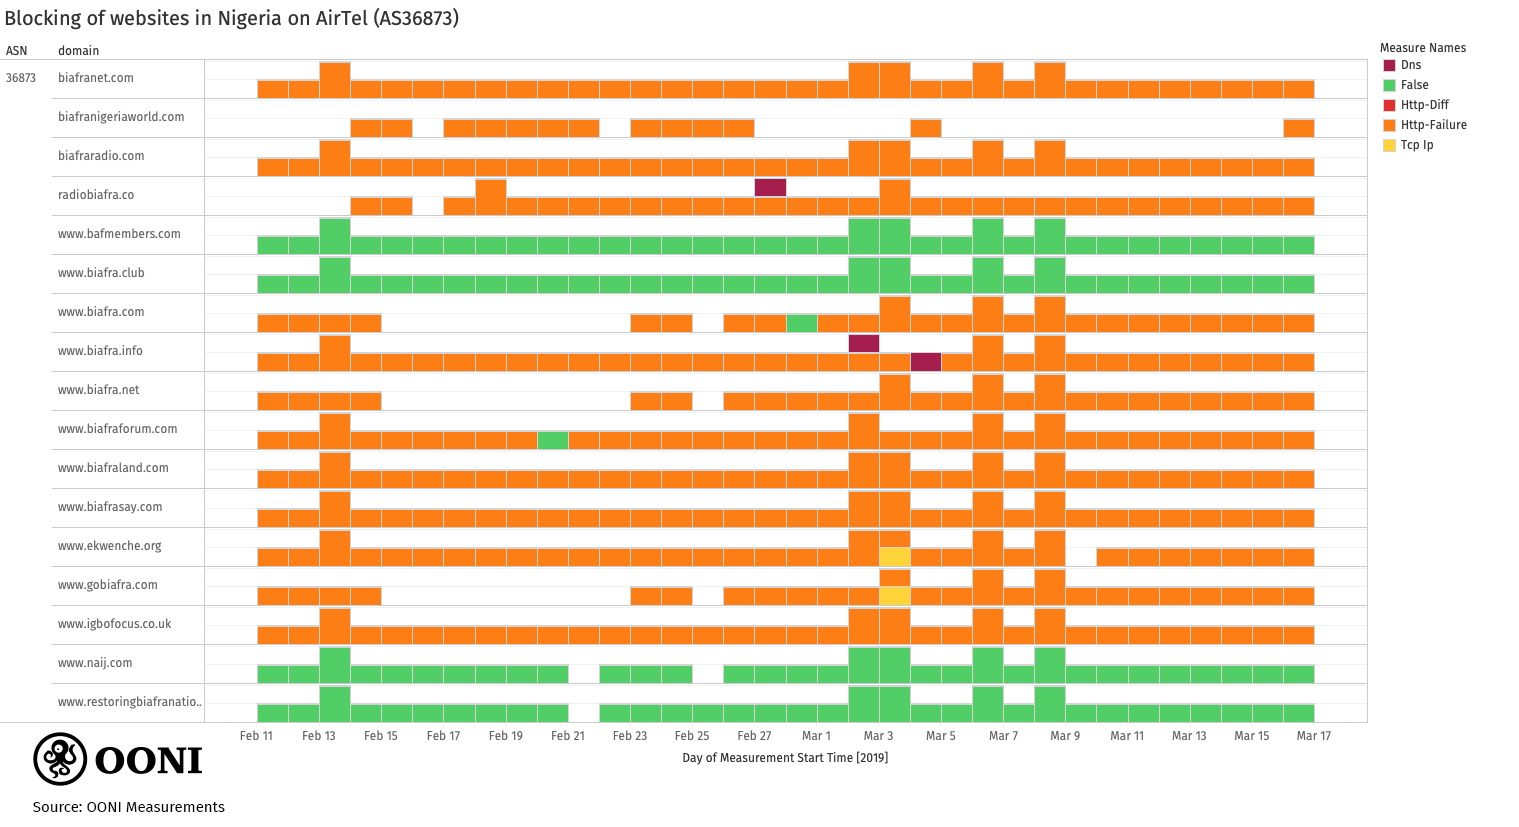 Blocking of websites in Nigeria on AirTel (AS36873)
ASN domain
Measure Names
36873 biafranet.com
Dns
False
Http-Diff
Http-Failure
Tcp Ip
biafranigeriaworld.com
biafraradio.com
radiobiafra.co
www.bafmembers.com
www.biafra.club
www.biafra.com
www.biafra.info
www.biafra.net
www.biafraforum.com
www.biafraland.com
www.biafrasay.com
www.ekwenche.org
www.gobiafra.com
www.igbofocus.co.uk
www.naij.com
www.restoringbiafranatio..
Feb 11 Feb 13 Feb 15 Feb 17 Feb 19 Feb 21 Feb 23 Feb 25 Feb 27 Mar 1 Mar 3 Mar 5 Mar 7 Mar 9 Mar 11 Mar 13 Mar 15 Mar 17
Day of Measurement Start Time [2019]
OONI
Source: OONI Measurements